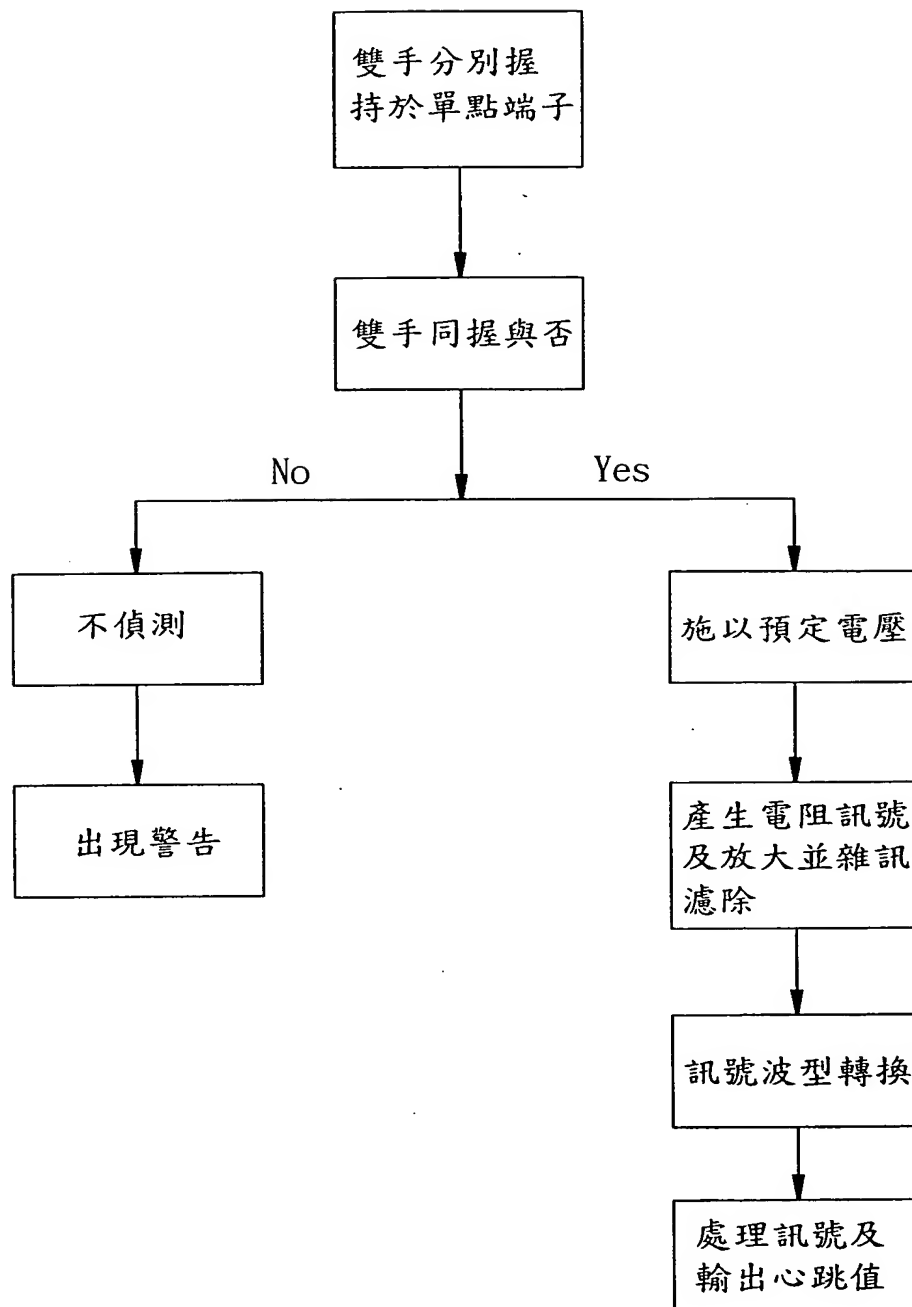 雙手分別握
持於單點端子
雙手同握與否
No
Yes
不偵測
施以預定電壓
出現警告
產生電阻訊號
及放大並雜訊
濾除
訊號波型轉換
處理訊號及
輸出心跳值